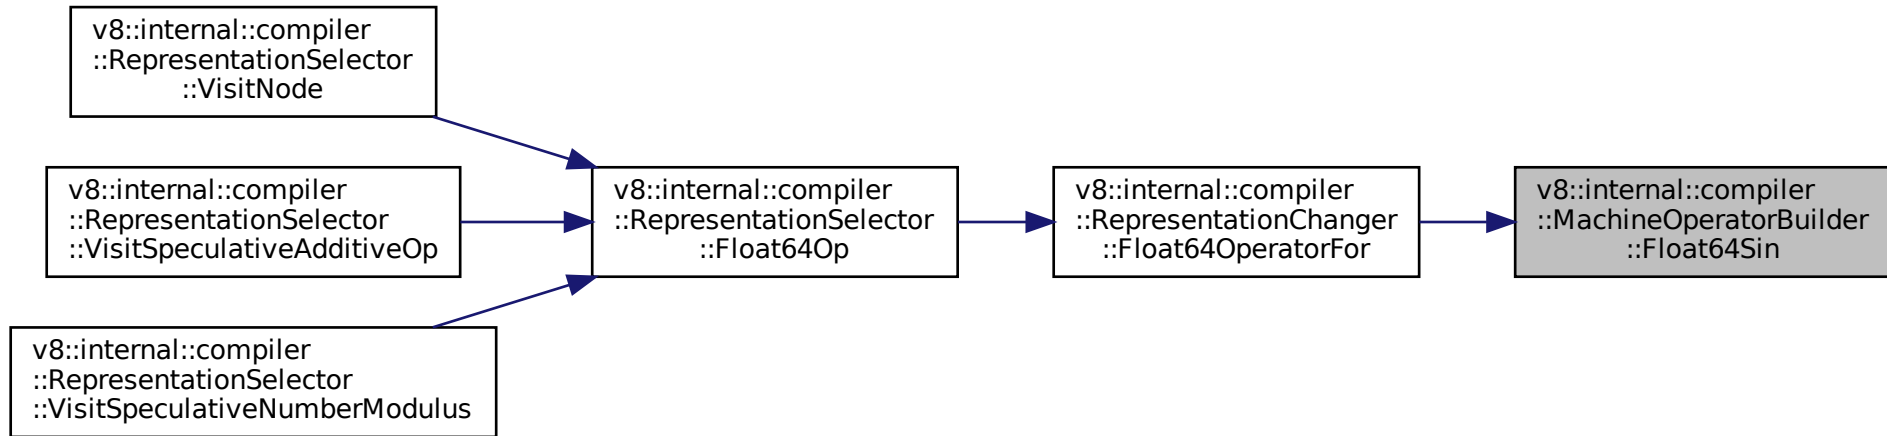 v8::internal::compiler
::RepresentationSelector
::VisitNode
v8::internal::compiler
::RepresentationSelector
::VisitSpeculativeAdditiveOp
v8::internal::compiler
::RepresentationSelector
::VisitSpeculativeNumberModulus
v8::internal::compiler
::RepresentationSelector
::Float64Op
v8::internal::compiler
::RepresentationChanger
::Float64OperatorFor
v8::internal::compiler
::MachineOperatorBuilder
::Float64Sin